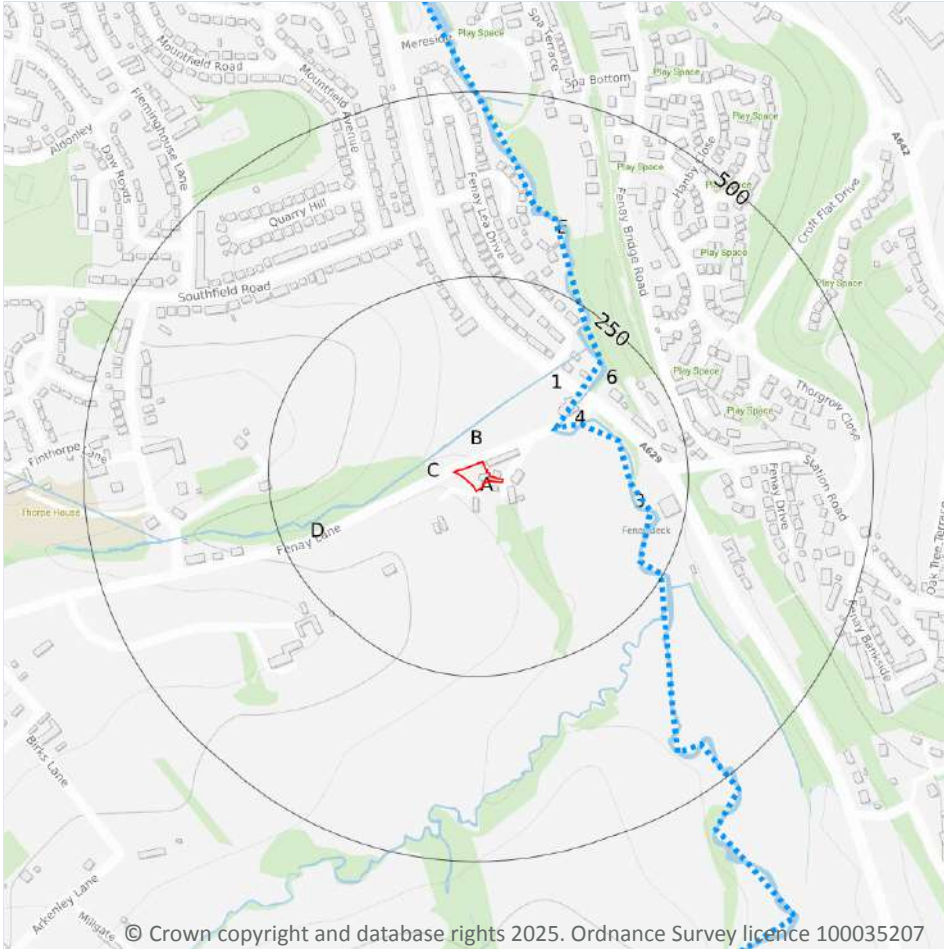 Mereside
Play Space
Spa Terrace
Mountfield Road
Spa Bottom
Play Space
Mountfield Avenue
Fleminghouse Lane
Aldonley
Daw Royds
Play Space
A642
Hanby Close
Play Space
Play Space
500
Fenay Lea Drive
Quarry Hill
Fenay Bridge Road
Croft Flat Drive
Play Space
Play Space
Southfield Road
250
1
6
Play Space
Thorgrow Close
Play Space
4
B
A629
Finthorpe Lane
C
A
Station Road
Thorpe House
3
Fenay Drive
D
Fenay Lane
Fenay Beck
Oak Tree Terrace
Fenay Bankside
Birks Lane
Arkenley Lane
Millgate
© Crown copyright and database rights 2025. Ordnance Survey licence 100035207